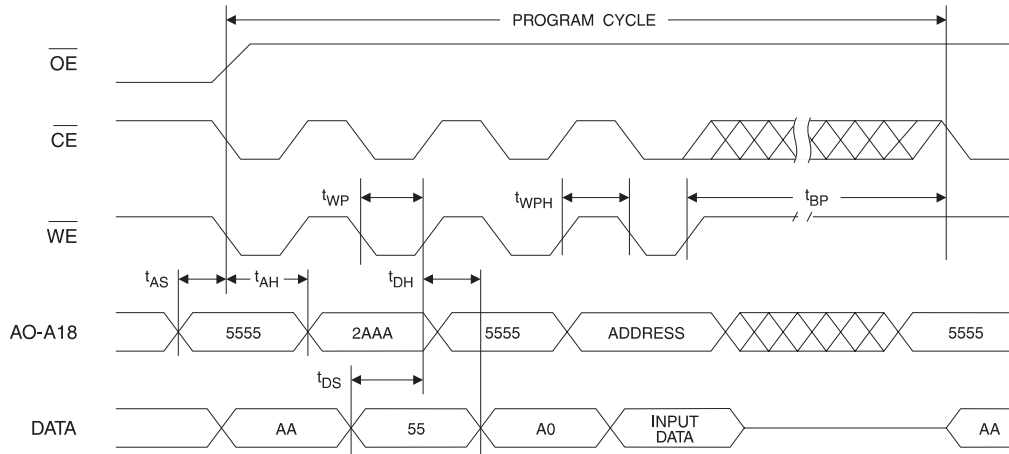 PROGRAM CYCLE
OE
CE
tWP
tWPH
tBP
WE
tAS
tAH
tDH
AO-A18
5555
2AAA
5555
ADDRESS
5555
tDS
DATA
AA
55
A0
INPUT
DATA
AA